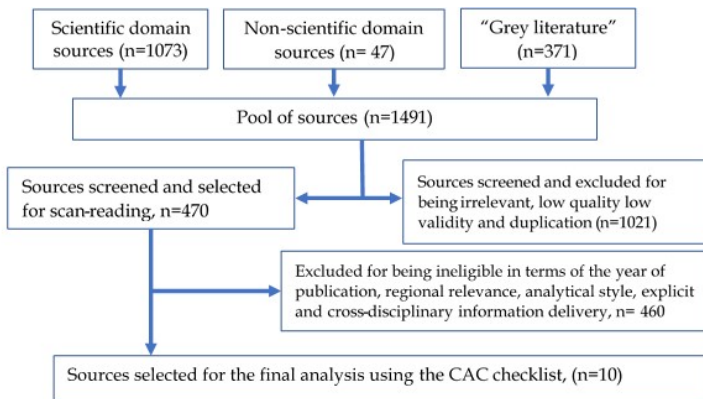 Scientific domain
sources (n=1073)
Non-scientific domain
sources (n= 47)
“Grey literature”
(n=371)
Pool of sources (n=1491)
Sources screened and selected
for scan-reading, n=470
Sources screened and excluded for
being irrelevant, low quality low
validity and duplication (n=1021)
Excluded for being ineligible in terms of the year of
publication, regional relevance, analytical style, explicit
and cross-disciplinary information delivery, n= 460
Sources selected for the final analysis using the CAC checklist, (n=10)